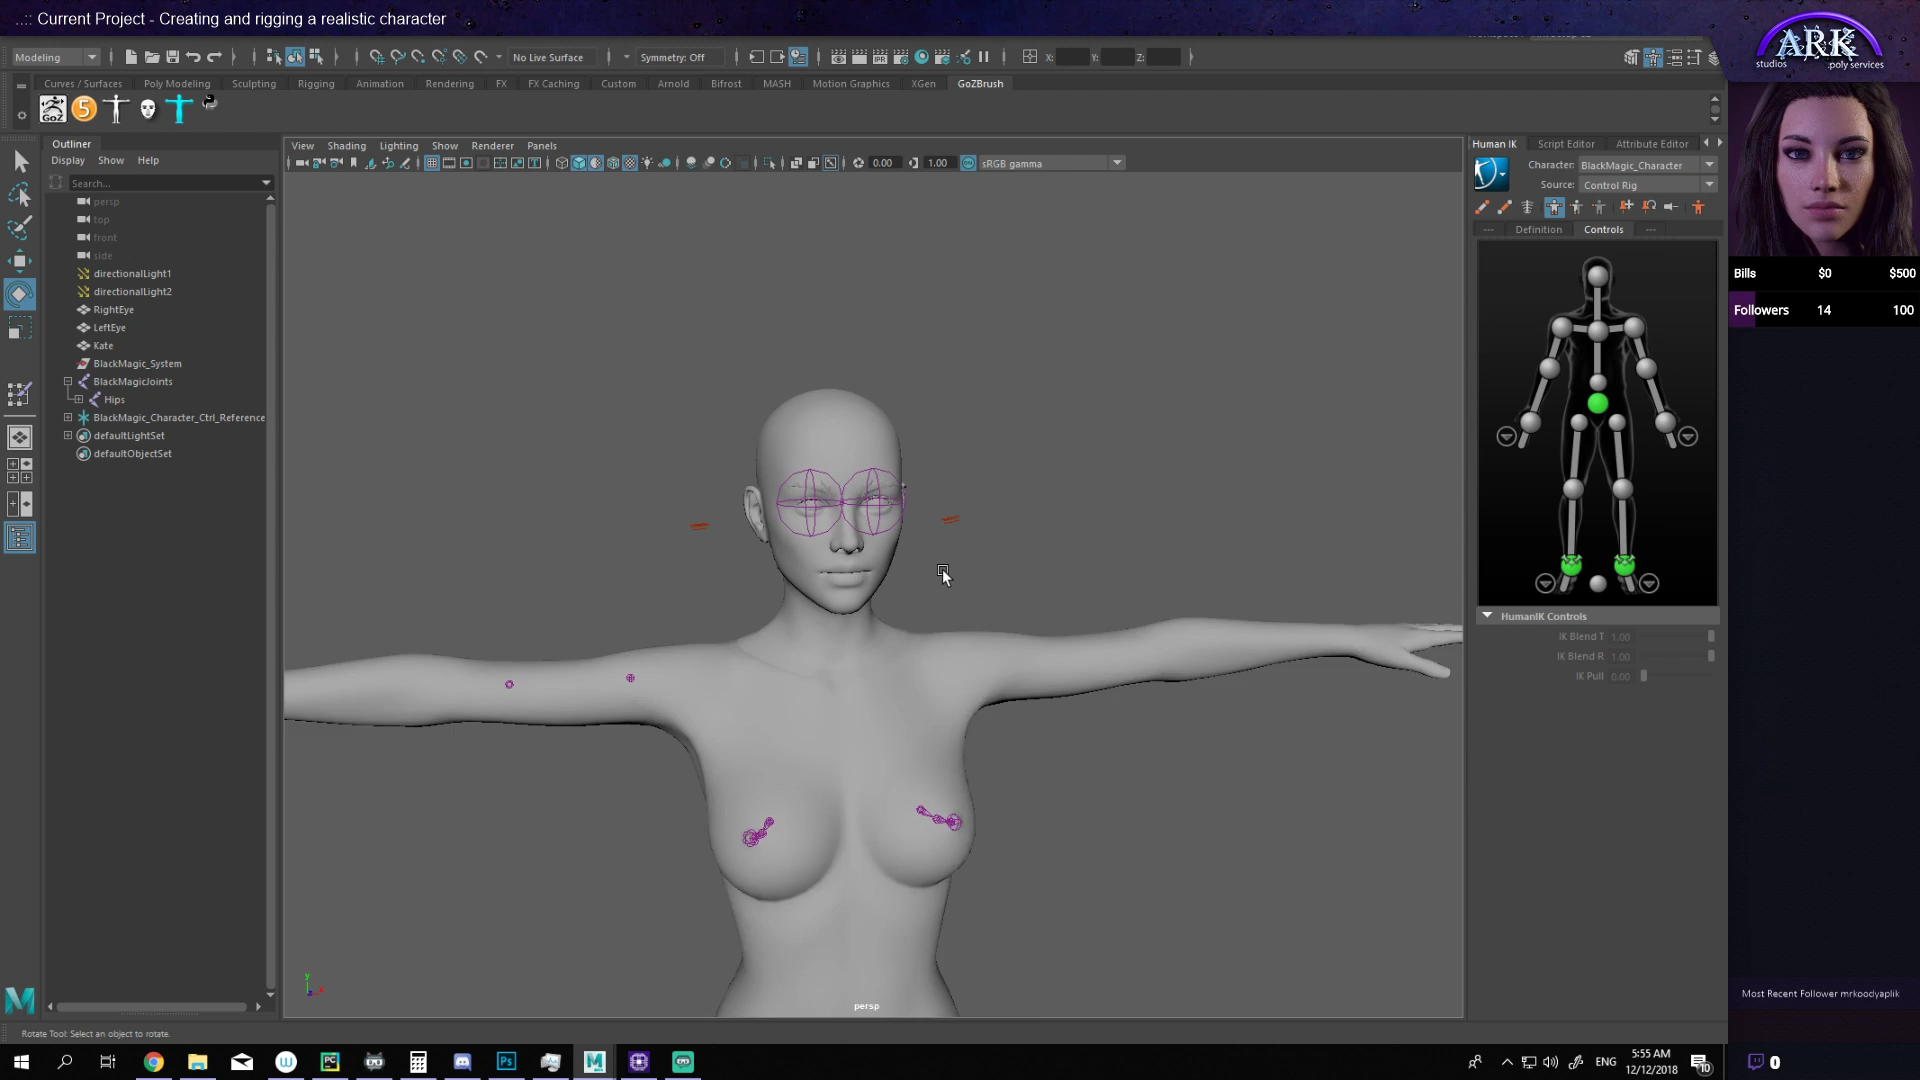 ..:: Current Project - Creating and rigging a realistic character
ARK
studios
.poly services
Modeling
No Live Surface
Symmetry: Off
X:
Y:
Z:
Curves / Surfaces
Poly Modeling
Sculpting
Rigging
Animation
Rendering
FX
FX Caching
Custom
Arnold
Bifrost
MASH
Motion Graphics
XGen
GoZBrush
GoZ
5
Outliner
Display
Show
Help
Search...
persp
top
front
side
directionalLight1
directionalLight2
RightEye
LeftEye
Kate
BlackMagic_System
BlackMagicJoints
Hips
BlackMagic_Character_Ctrl_Reference
defaultLightSet
defaultObjectSet
View
Shading
Lighting
Show
Renderer
Panels
0.00
1.00
sRGB gamma
persp
Human IK
Script Editor
Attribute Editor
Character:
BlackMagic_Character
Source:
Control Rig
---
Definition
Controls
---
HumanIK Controls
IK Blend T
1.00
IK Blend R
1.00
IK Pull
0.00
Bills
$0
$500
Followers
14
100
Most Recent Follower mrkoodyaplik
Rotate Tool: Select an object to rotate.
ENG
5:55 AM
12/12/2018
10
0